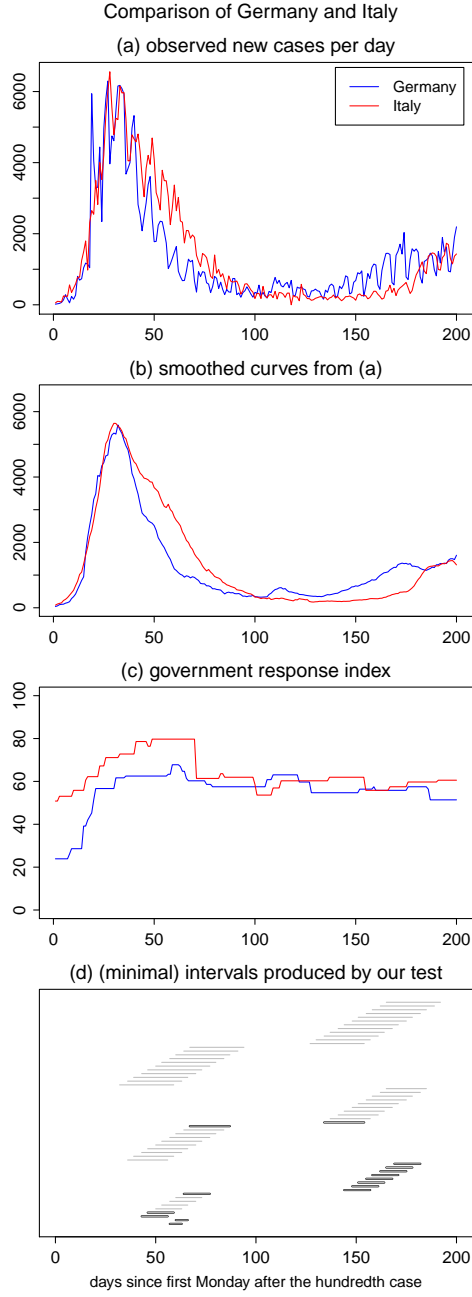 Comparison of Germany and Italy
(a) observed new cases per day
Germany
Italy
0 2000 4000 6000
0 50 100 150 200
(b) smoothed curves from (a)
0 2000 4000 6000
0 50 100 150 200
(c) government response index
0 20 40 60 80 100
0 50 100 150 200
(d) (minimal) intervals produced by our test
0 50 100 150 200
days since first Monday after the hundredth case